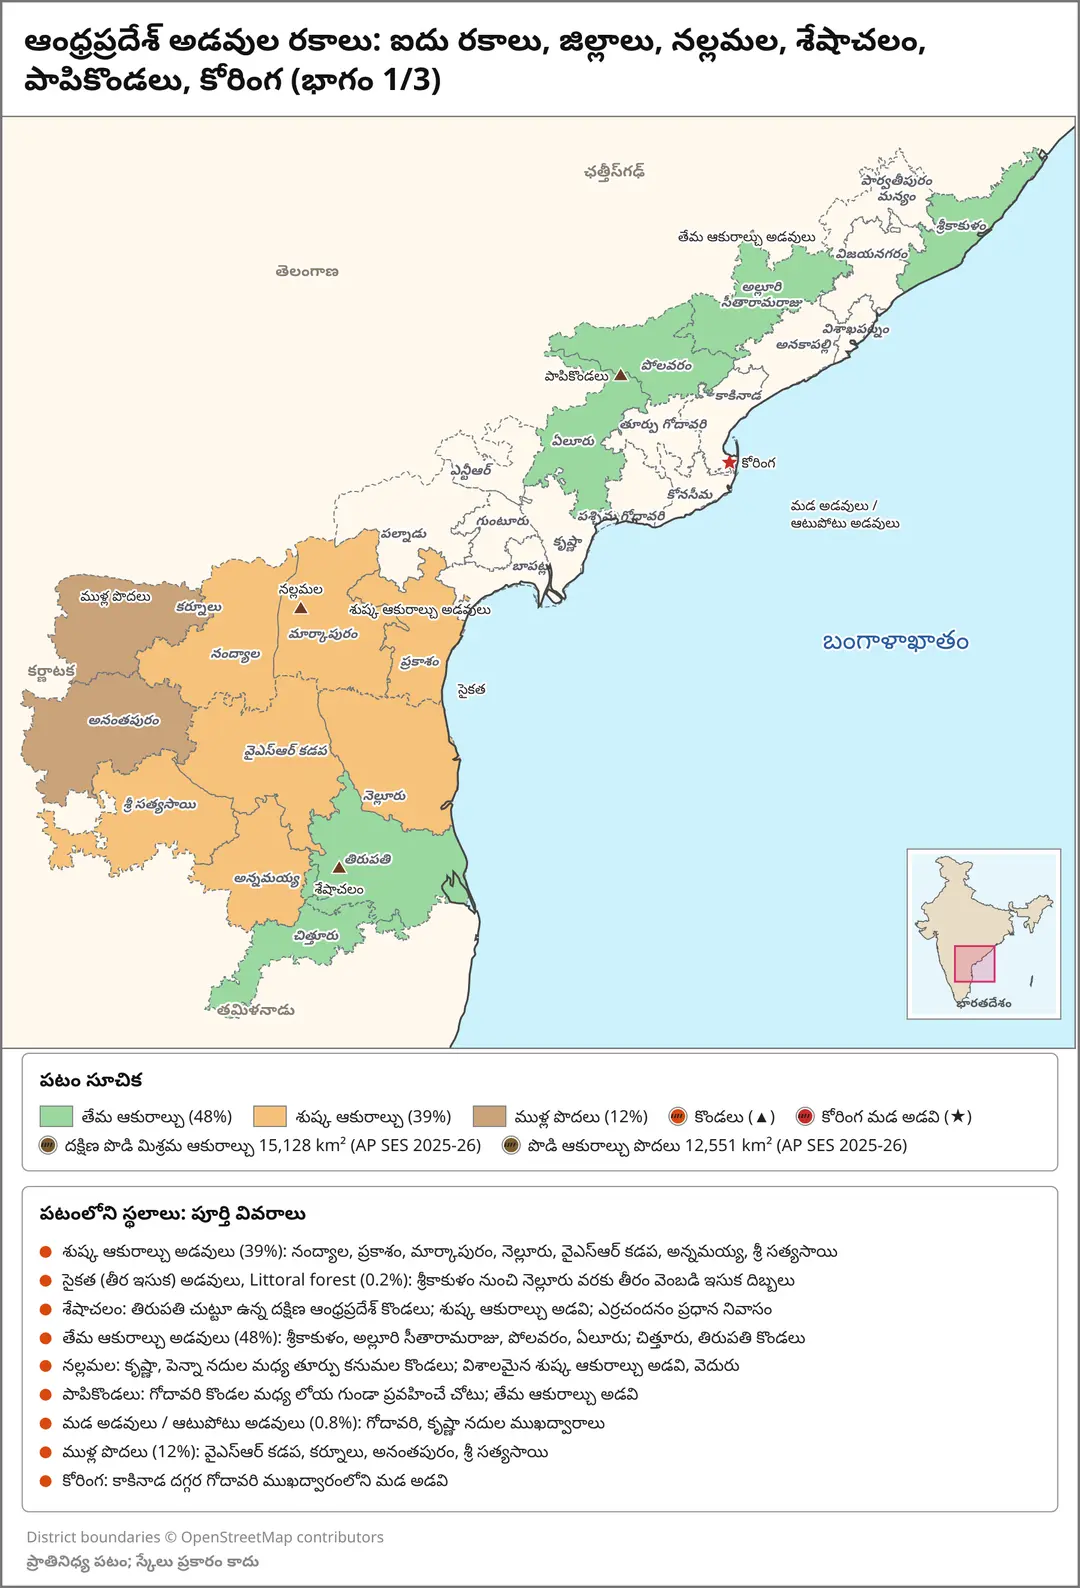 ఆంధ్రప్రదేశ్ అడవుల రకాలు: ఐదు రకాలు, జిల్లాలు, నల్లమల, శేషాచలం,
పాపికొండలు, కోరింగ (భాగం 1/3)
ఛత్తీస్‌గఢ్
పార్వతీపురం
మన్యం
శ్రీకాకుళం
తేమ ఆకురాల్చు అడవులు
విజయనగరం
తెలంగాణ
అల్లూరి
సీతారామరాజు
విశాఖపట్నం
అనకాపల్లి
పోలవరం
పాపికొండలు
కాకినాడ
తూర్పు గోదావరి
ఏలూరు
కోరింగ
ఎన్టీఆర్
కోనసీమ
మడ అడవులు /
ఆటుపోటు అడవులు
పశ్చిమ గోదావరి
గుంటూరు
పల్నాడు
కృష్ణా
బాపట్ల
నల్లమల
ముళ్ల పొదలు
కర్నూలు
శుష్క ఆకురాల్చు అడవులు
మార్కాపురం
బంగాళాఖాతం
నంద్యాల
ప్రకాశం
కర్ణాటక
సైకత
అనంతపురం
వైఎస్ఆర్ కడప
నెల్లూరు
శ్రీ సత్యసాయి
తిరుపతి
అన్నమయ్య
శేషాచలం
చిత్తూరు
తమిళనాడు
భారతదేశం
పటం సూచిక
తేమ ఆకురాల్చు (48%) శుష్క ఆకురాల్చు (39%) ముళ్ల పొదలు (12%) కొండలు (▲) కోరింగ మడ అడవి (★)
దక్షిణ పొడి మిశ్రమ ఆకురాల్చు 15,128 km² (AP SES 2025-26) పొడి ఆకురాల్చు పొదలు 12,551 km² (AP SES 2025-26)
పటంలోని స్థలాలు: పూర్తి వివరాలు
శుష్క ఆకురాల్చు అడవులు (39%): నంద్యాల, ప్రకాశం, మార్కాపురం, నెల్లూరు, వైఎస్ఆర్ కడప, అన్నమయ్య, శ్రీ సత్యసాయి
సైకత (తీర ఇసుక) అడవులు, Littoral forest (0.2%): శ్రీకాకుళం నుంచి నెల్లూరు వరకు తీరం వెంబడి ఇసుక దిబ్బలు
శేషాచలం: తిరుపతి చుట్టూ ఉన్న దక్షిణ ఆంధ్రప్రదేశ్ కొండలు; శుష్క ఆకురాల్చు అడవి; ఎర్రచందనం ప్రధాన నివాసం
తేమ ఆకురాల్చు అడవులు (48%): శ్రీకాకుళం, అల్లూరి సీతారామరాజు, పోలవరం, ఏలూరు; చిత్తూరు, తిరుపతి కొండలు
నల్లమల: కృష్ణా, పెన్నా నదుల మధ్య తూర్పు కనుమల కొండలు; విశాలమైన శుష్క ఆకురాల్చు అడవి, వెదురు
పాపికొండలు: గోదావరి కొండల మధ్య లోయ గుండా ప్రవహించే చోటు; తేమ ఆకురాల్చు అడవి
మడ అడవులు / ఆటుపోటు అడవులు (0.8%): గోదావరి, కృష్ణా నదుల ముఖద్వారాలు
ముళ్ల పొదలు (12%): వైఎస్ఆర్ కడప, కర్నూలు, అనంతపురం, శ్రీ సత్యసాయి
కోరింగ: కాకినాడ దగ్గర గోదావరి ముఖద్వారంలోని మడ అడవి
District boundaries © OpenStreetMap contributors
ప్రాతినిధ్య పటం; స్కేలు ప్రకారం కాదు